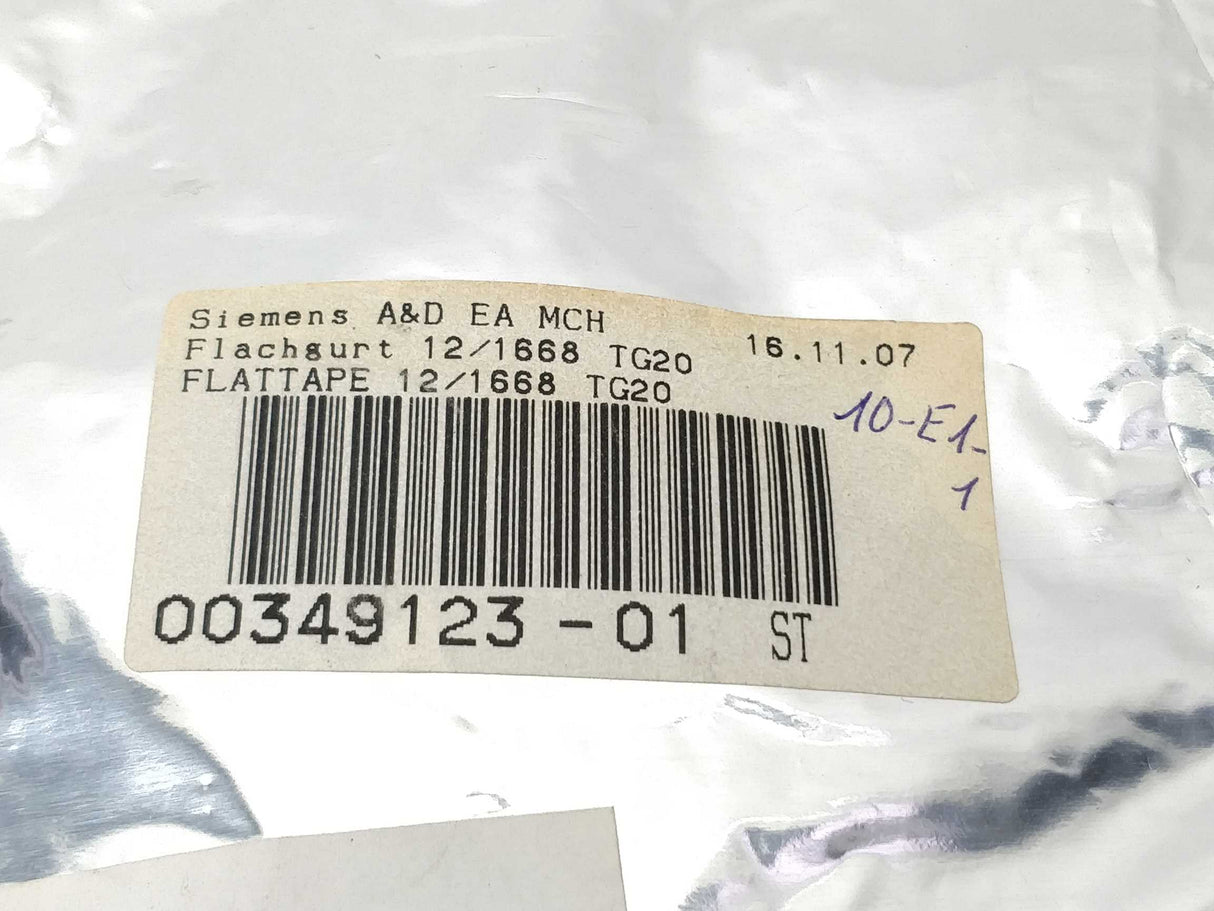 Siemens A&D EA MCH
Flachgurt 12/1668 TG20
16.11.07
FLATTAPE 12/1668 TG20
10-E1-
1
00349123-01 ST